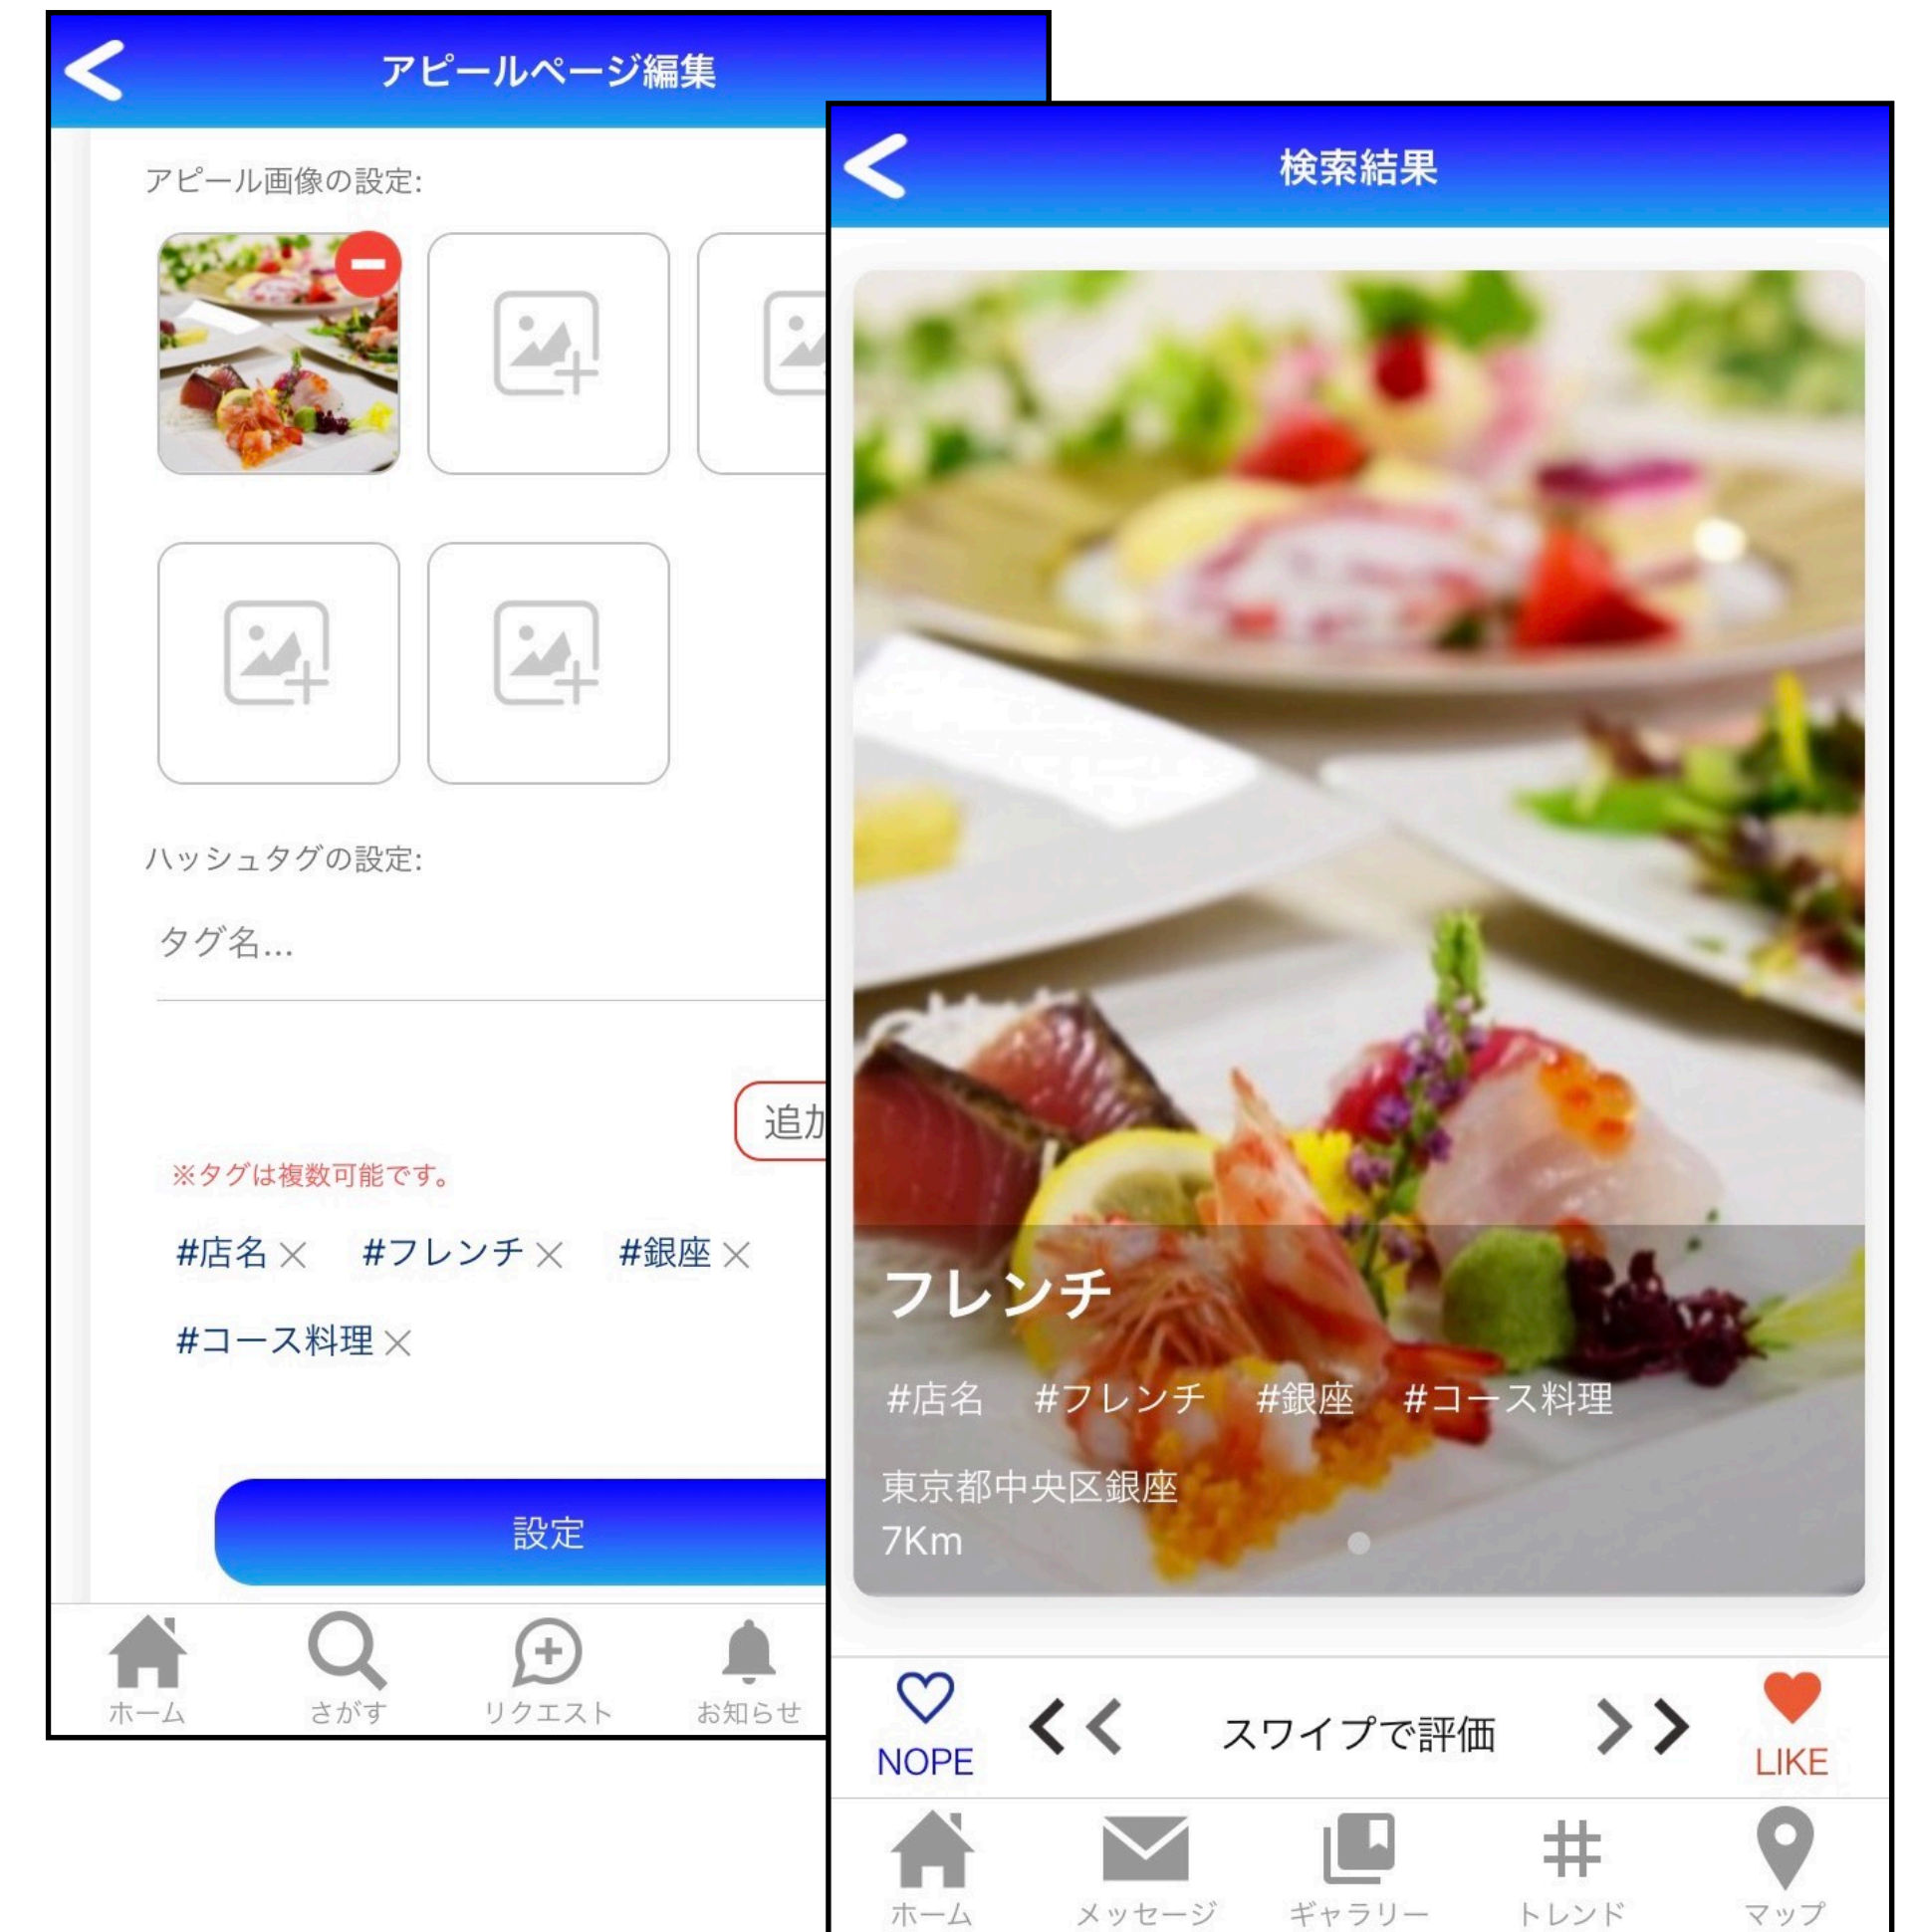 アピールページ編集
アピール画像の設定:
ハッシュタグの設定:
タグ名...
※タグは複数可能です。
#店名 #フレンチ #銀座
#コース料理
設定
ホーム さがす リクエスト お知らせ
検索結果
フレンチ
#店名 #フレンチ #銀座 #コース料理
東京都中央区銀座
7Km
NOPE スワイプで評価 LIKE
ホーム メッセージ ギャラリー トレンド マップ